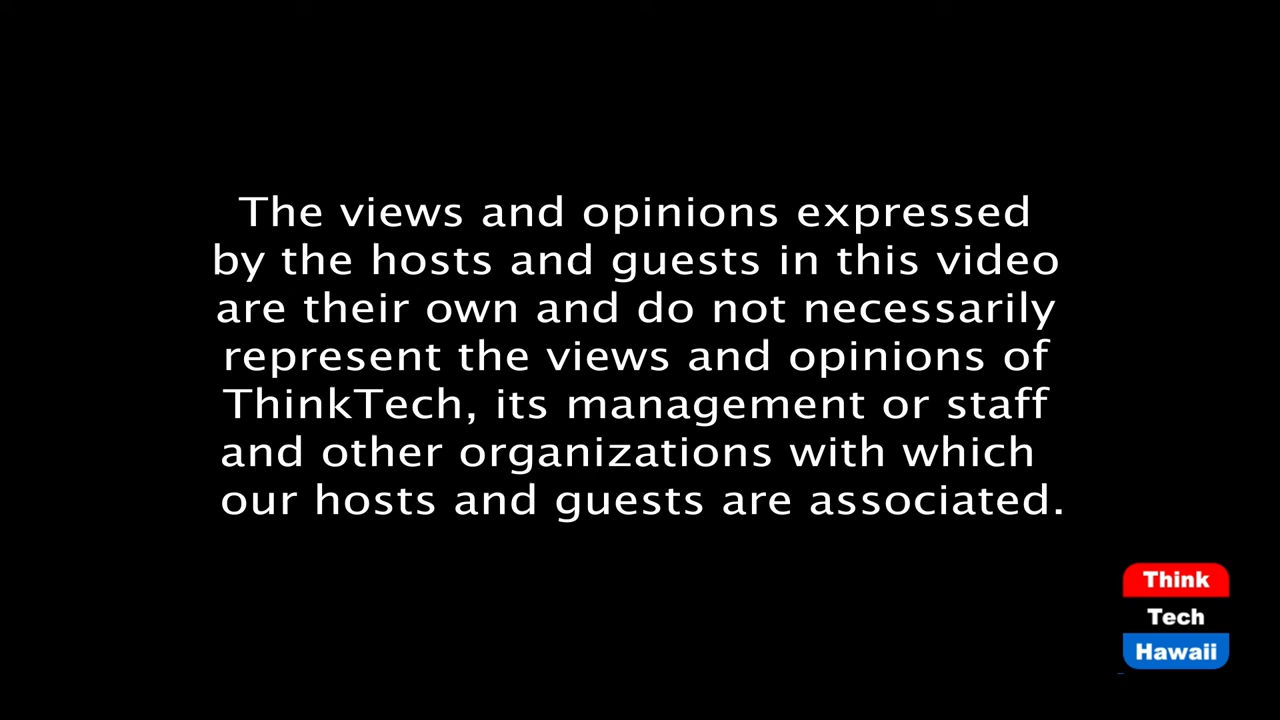 The views and opinions expressed
by the hosts and guests in this video
are their own and do not necessarily
represent the views and opinions of
ThinkTech, its management or staff
and other organizations with which
our hosts and guests are associated.
Think
Tech
Hawaii